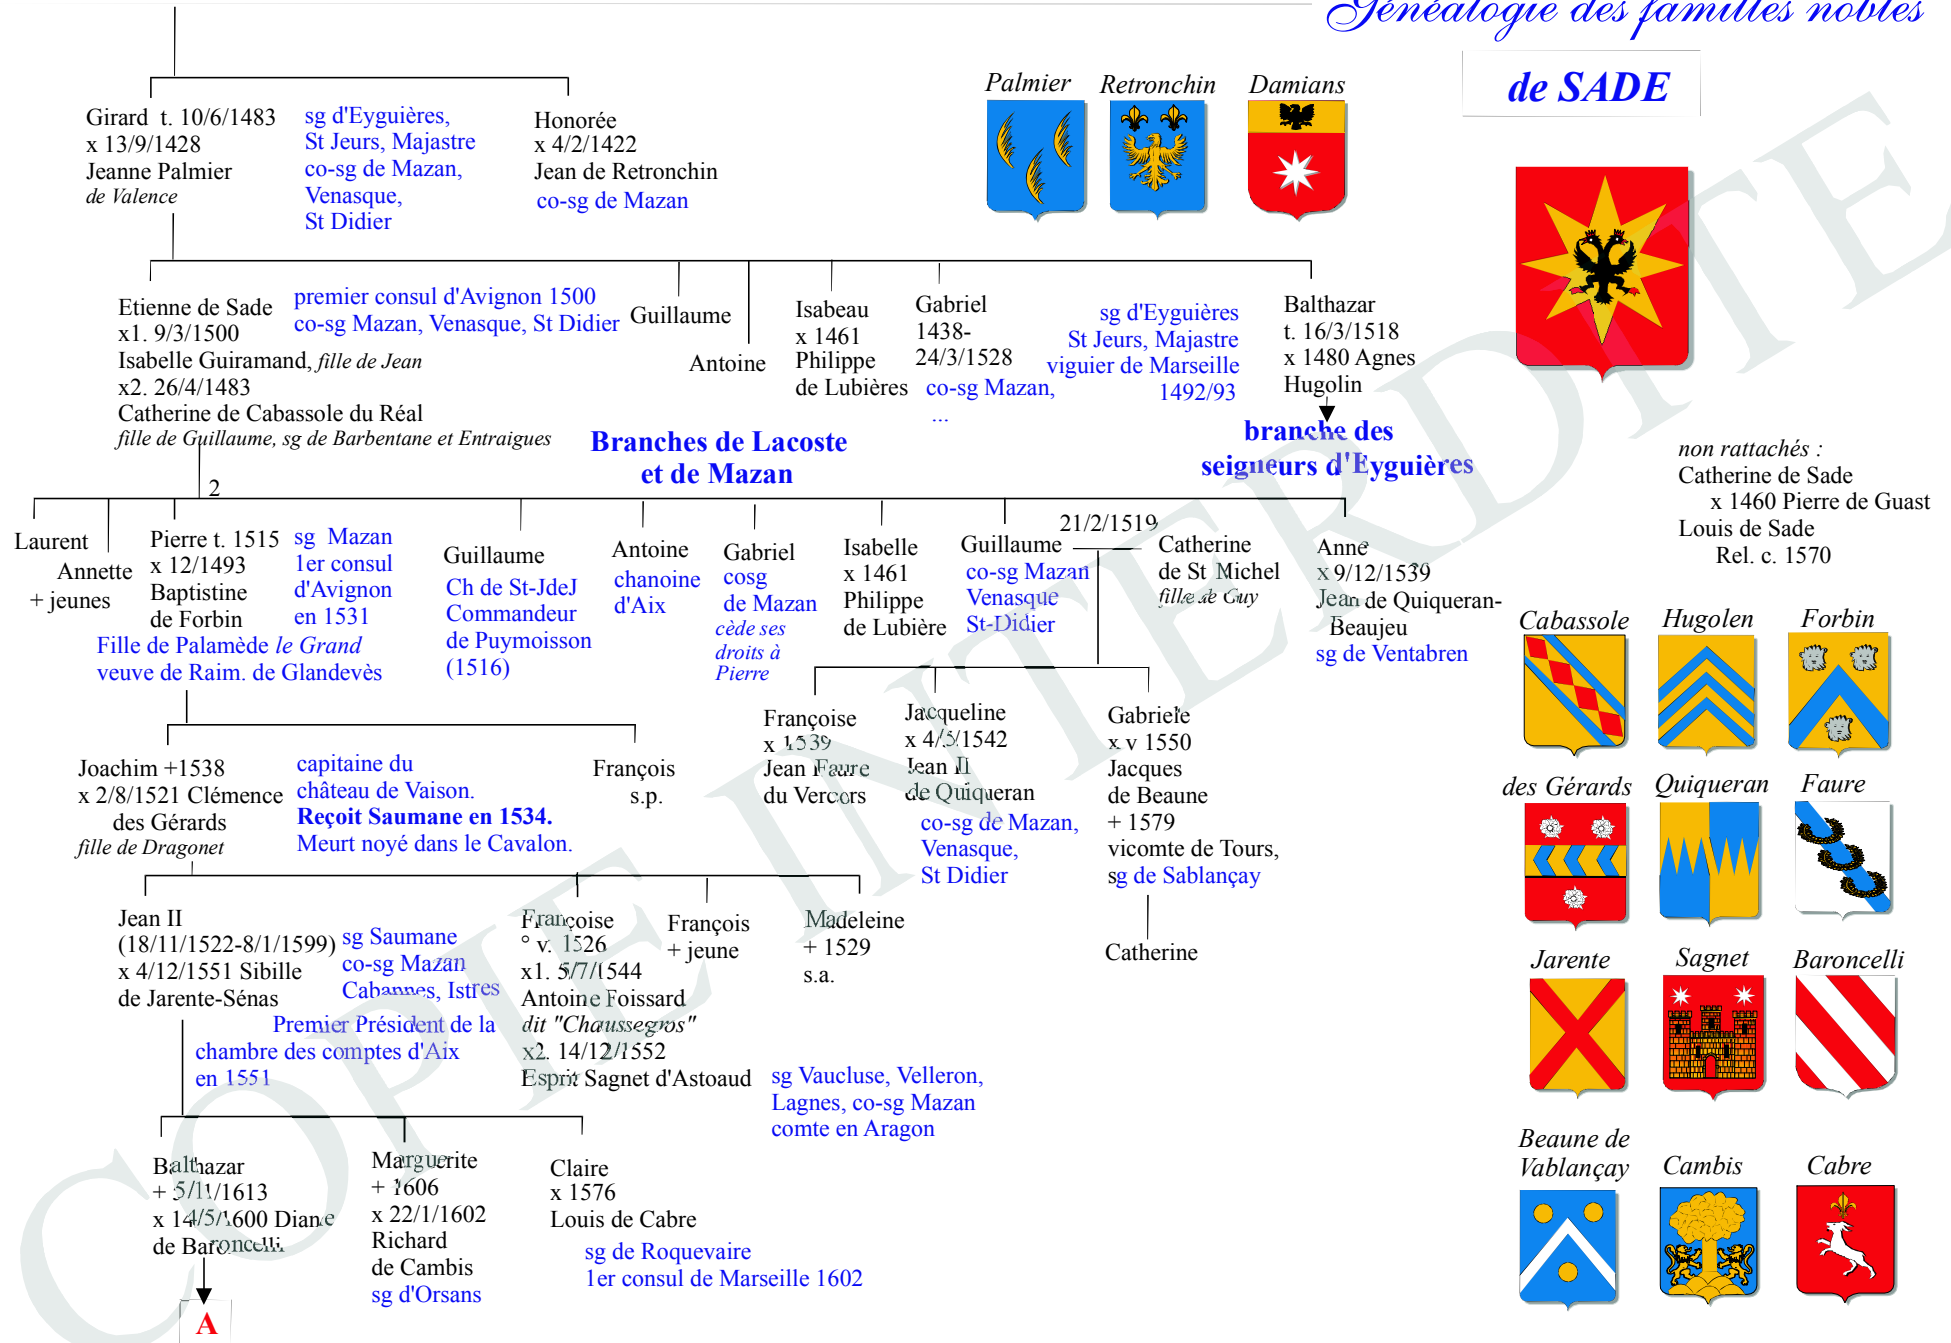 Généalogie des familles nobles
de SADE
Girard  t. 10/6/1483
x 13/9/1428
Jeanne Palmier
de Valence
sg d'Eyguières,
St Jeurs, Majastre
co-sg de Mazan,
Venasque,
St Didier
Honorée
x 4/2/1422
Jean de Retronchin
co-sg de Mazan
Palmier
Retronchin
Damians
Etienne de Sade
x1. 9/3/1500
Isabelle Guiramand, fille de Jean
x2. 26/4/1483
Catherine de Cabassole du Réal
fille de Guillaume, sg de Barbentane et Entraigues
premier consul d'Avignon 1500
co-sg Mazan, Venasque, St Didier
Guillaume
Antoine
Isabeau
x 1461
Philippe
de Lubières
Gabriel
1438-
24/3/1528
co-sg Mazan,
...
sg d'Eyguières
St Jeurs, Majastre
viguier de Marseille
1492/93
Balthazar
t. 16/3/1518
x 1480 Agnes
Hugolin
branche des
seigneurs d'Eyguières
Branches de Lacoste
et de Mazan
non rattachés :
Catherine de Sade
x 1460 Pierre de Guast
Louis de Sade
Rel. c. 1570
2
Laurent
Annette
+ jeunes
Pierre t. 1515
x 12/1493
Baptistine
de Forbin
sg  Mazan
1er consul
d'Avignon
en 1531
Fille de Palamède le Grand
veuve de Raim. de Glandevès
Guillaume
Ch de St-JdeJ
Commandeur
de Puymoisson
(1516)
Antoine
chanoine
d'Aix
Gabriel
cosg
de Mazan
cède ses
droits à
Pierre
Isabelle
x 1461
Philippe
de Lubière
Guillaume
co-sg Mazan
Venasque
St-Didier
21/2/1519
Catherine
de St Michel
fille de Guy
Anne
x 9/12/1539
Jean de Quiqueran-
Beaujeu
sg de Ventabren
Cabassole
Hugolen
Forbin
Joachim +1538
x 2/8/1521 Clémence
des Gérards
fille de Dragonet
capitaine du
château de Vaison.
Reçoit Saumane en 1534.
Meurt noyé dans le Cavalon.
François
s.p.
Françoise
x 1539
Jean Faure
du Vercors
Jacqueline
x 4/5/1542
Jean II
de Quiqueran
co-sg de Mazan,
Venasque,
St Didier
Gabriele
x v 1550
Jacques
de Beaune
+ 1579
vicomte de Tours,
sg de Sablançay
Catherine
des Gérards
Quiqueran
Faure
Jean II
(18/11/1522-8/1/1599)
x 4/12/1551 Sibille
de Jarente-Sénas
sg Saumane
co-sg Mazan
Cabannes, Istres
Premier Président de la
chambre des comptes d'Aix
en 1551
Françoise
° v. 1526
x1. 5/7/1544
Antoine Foissard
dit "Chaussegros"
x2. 14/12/1552
Esprit Sagnet d'Astoaud
sg Vaucluse, Velleron,
Lagnes, co-sg Mazan
comte en Aragon
François
+ jeune
Madeleine
+ 1529
s.a.
Jarente
Sagnet
Baroncelli
Balthazar
+ 5/11/1613
x 14/5/1600 Diane
de Baroncelli
A
Marguerite
+ 1606
x 22/1/1602
Richard
de Cambis
sg d'Orsans
Claire
x 1576
Louis de Cabre
sg de Roquevaire
1er consul de Marseille 1602
Beaune de
Vablançay
Cambis
Cabre
COPIE INTERDITE